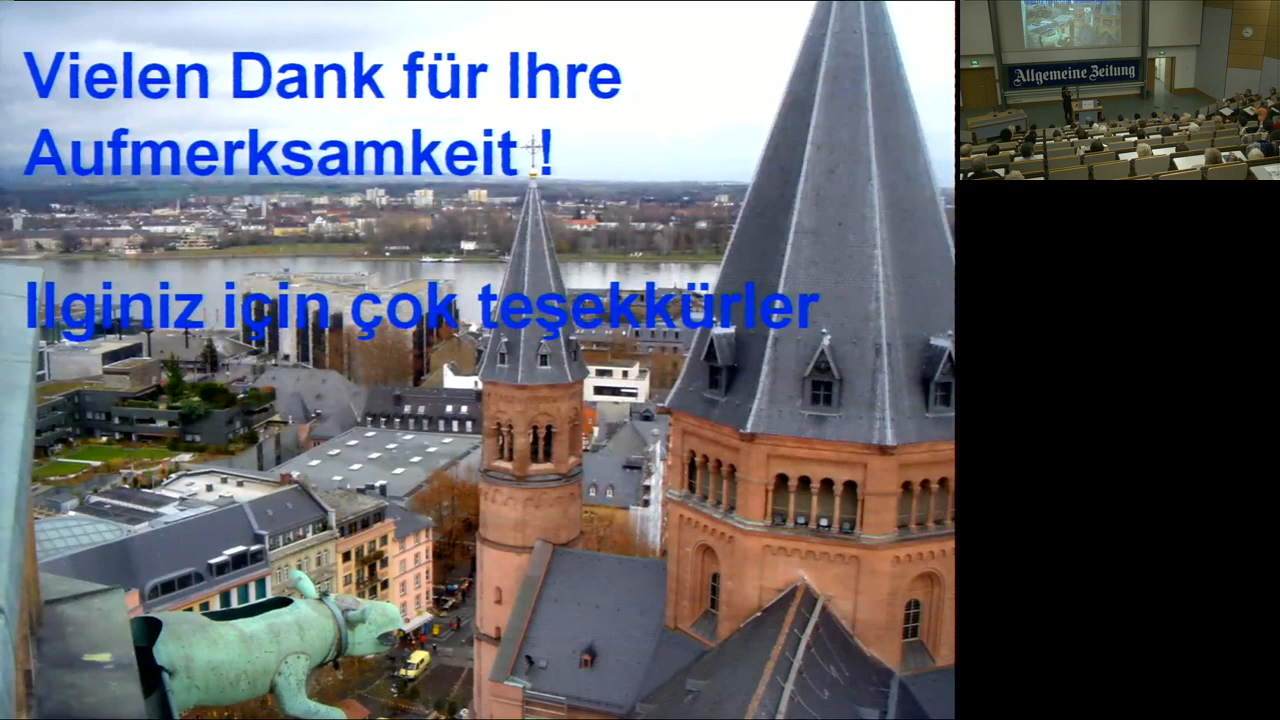 Vielen Dank für Ihre
Aufmerksamkeit !
Ilginiz için çok teşekkürler
Allgemeine Zeitung